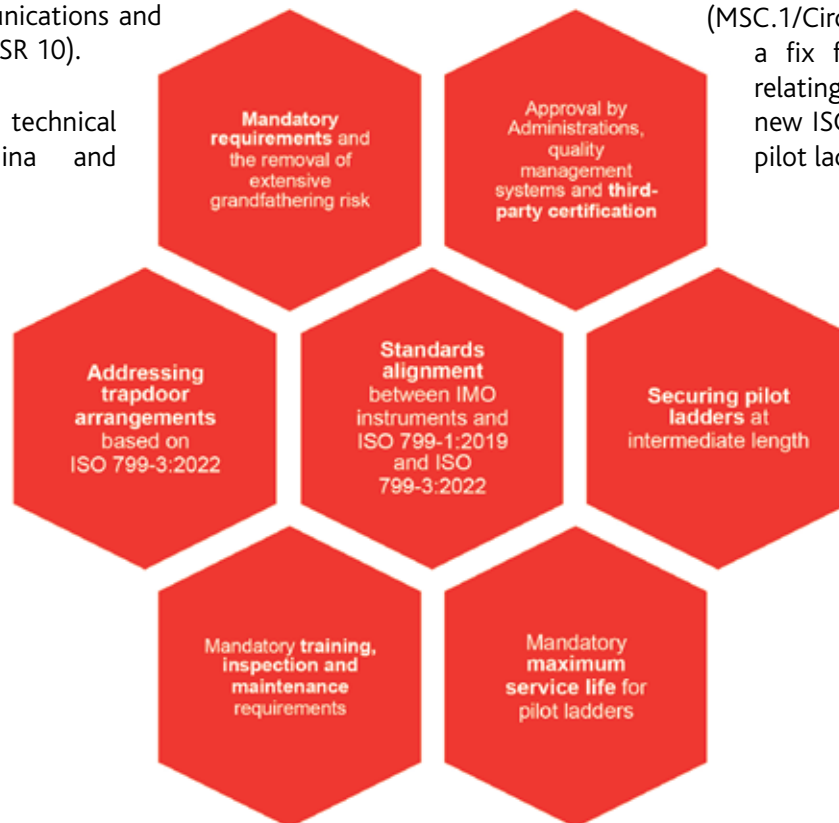 unications and
SR 10).
technical
ina and
(MSC.1/Circ
a fix f
relating
new ISO
pilot lad
Mandatory
requirements and
the removal of
extensive
grandfathering risk
Approval by
Administrations,
quality
management
systems and third-
party certification
Addressing
trapdoor
arrangements
based on
ISO 799-3:2022
Standards
alignment
between IMO
instruments and
ISO 799-1:2019
and ISO
799-3:2022
Securing pilot
ladders at
intermediate length
Mandatory training,
inspection and
maintenance
requirements
Mandatory
maximum
service life for
pilot ladders